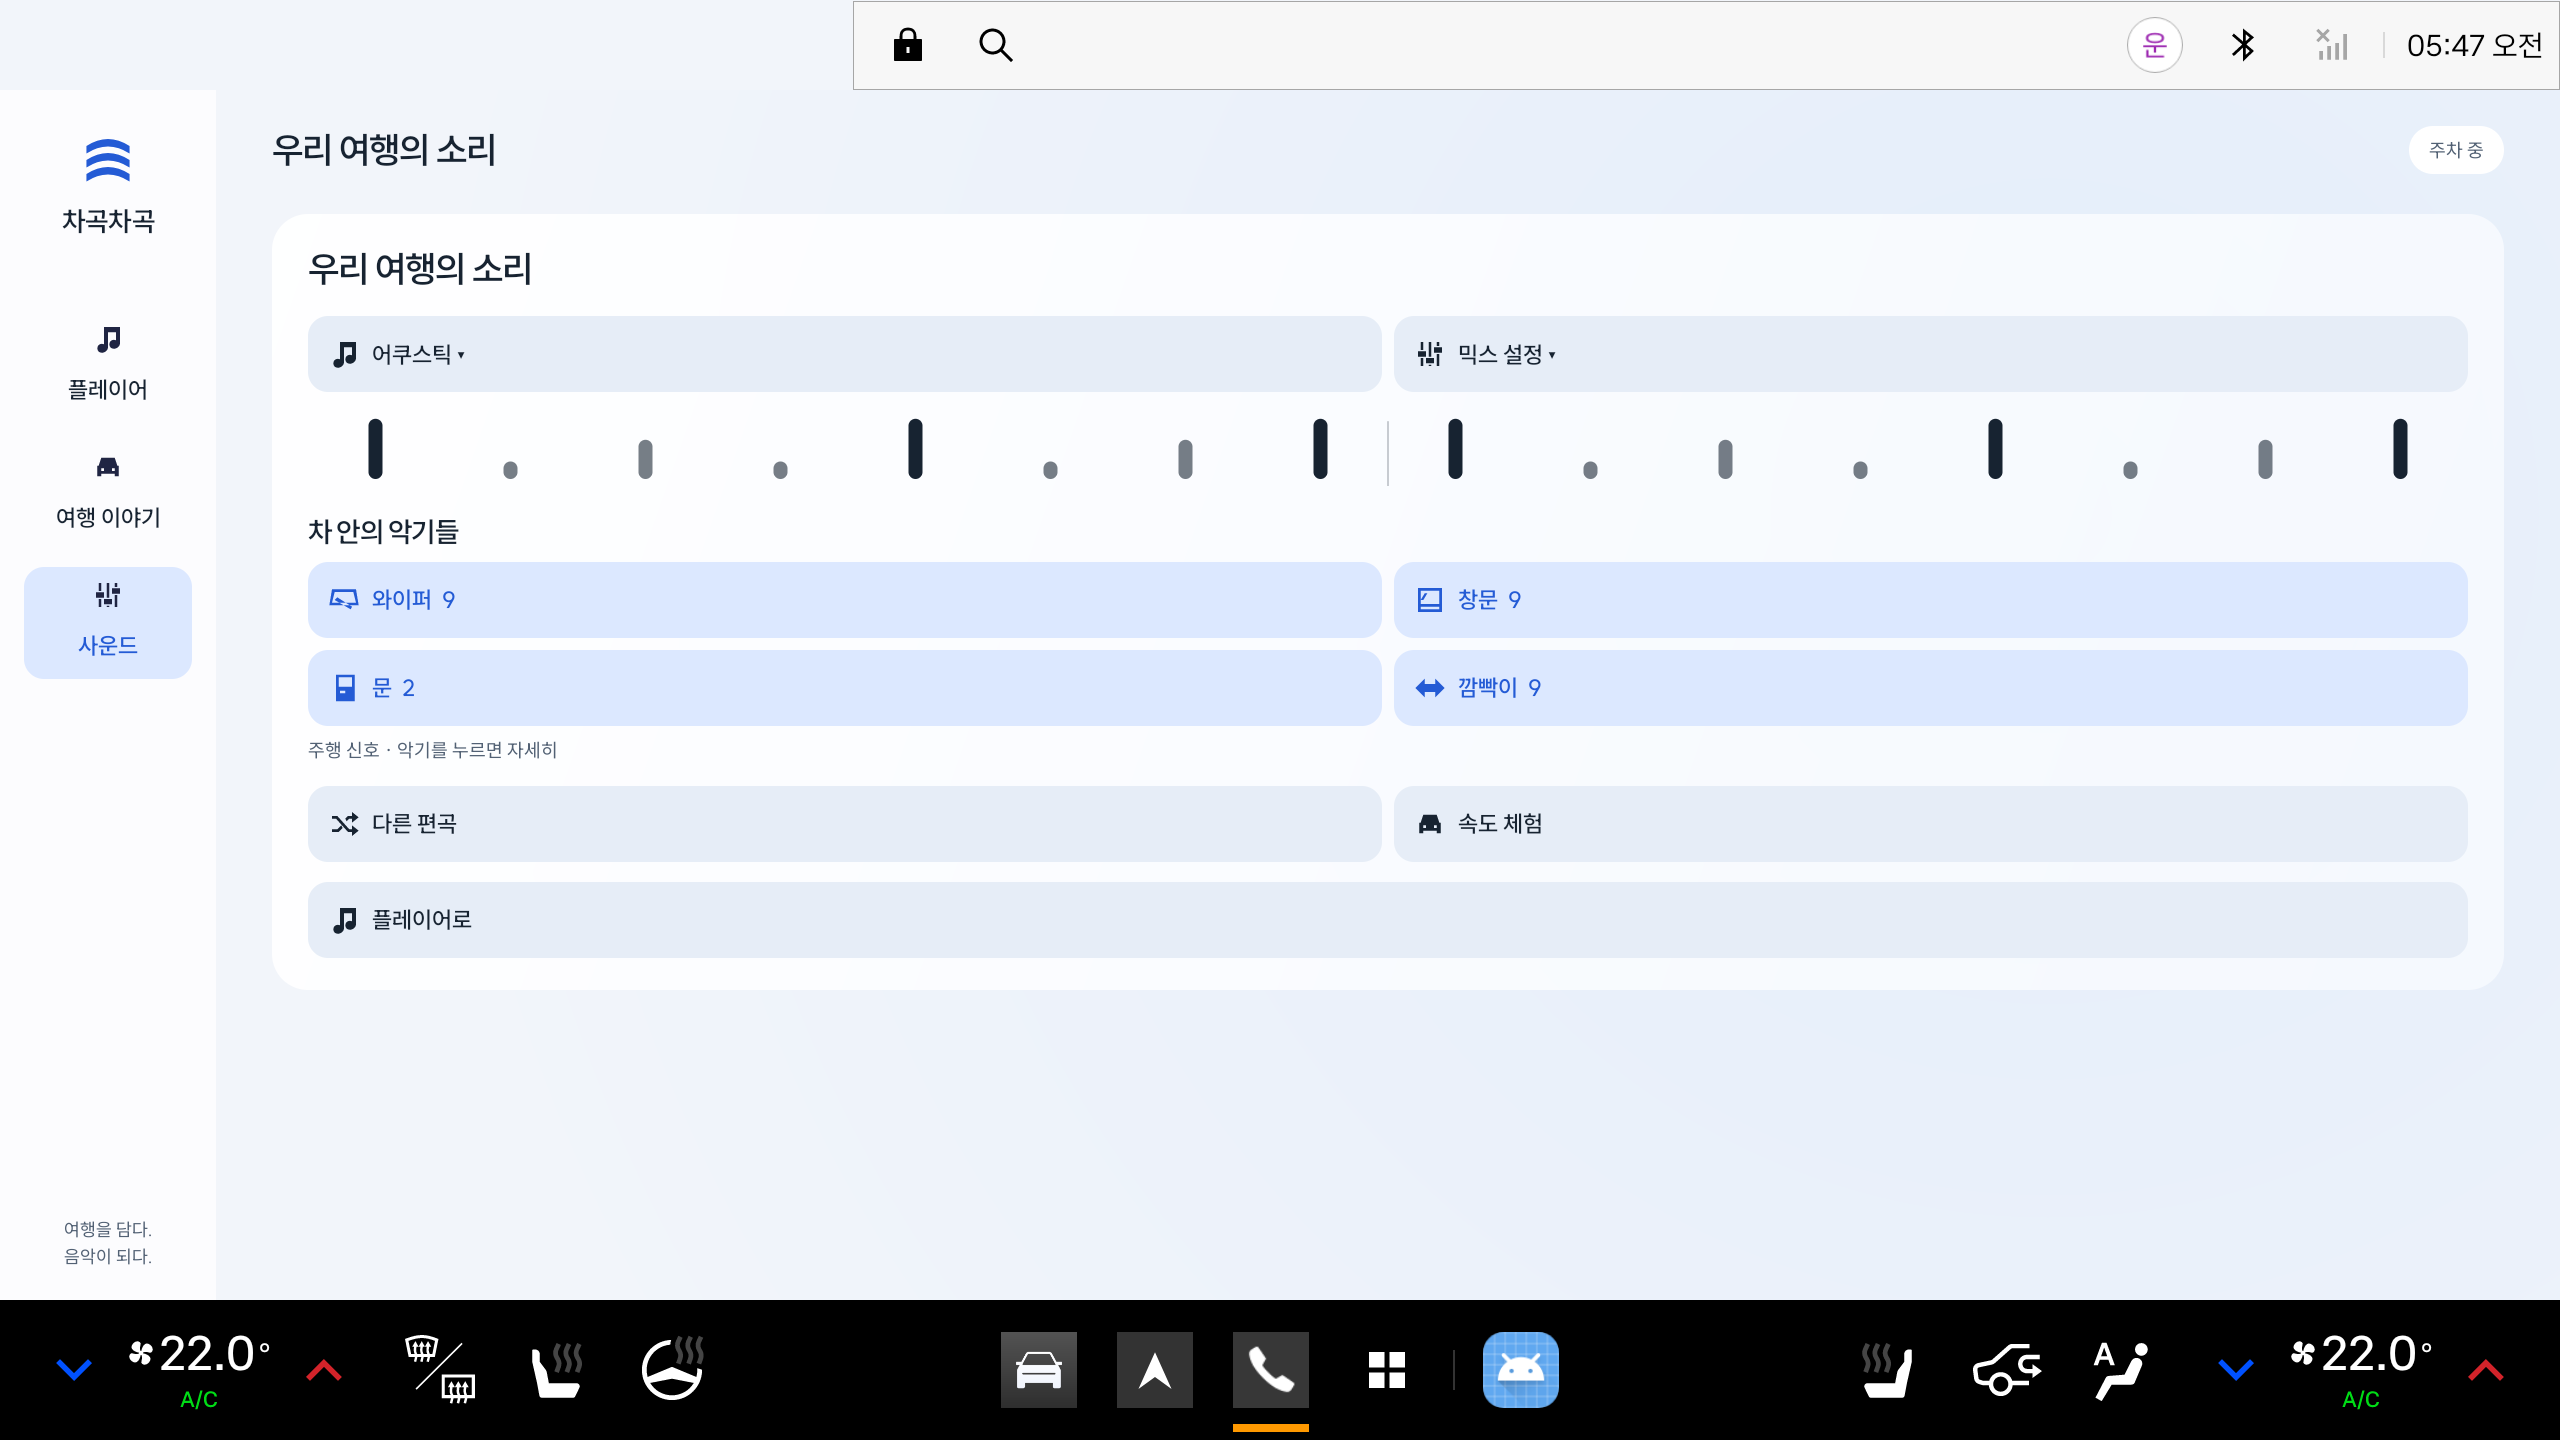 운
05:47 오전
차곡차곡
플레이어
여행 이야기
사운드
여행을 담다.
음악이 되다.
우리 여행의 소리
주차 중
우리 여행의 소리
어쿠스틱 ▾
믹스 설정 ▾
차 안의 악기들
와이퍼 9
창문 9
문 2
깜빡이 9
주행 신호 · 악기를 누르면 자세히
다른 편곡
속도 체험
플레이어로
22.0°
A/C
A
22.0°
A/C